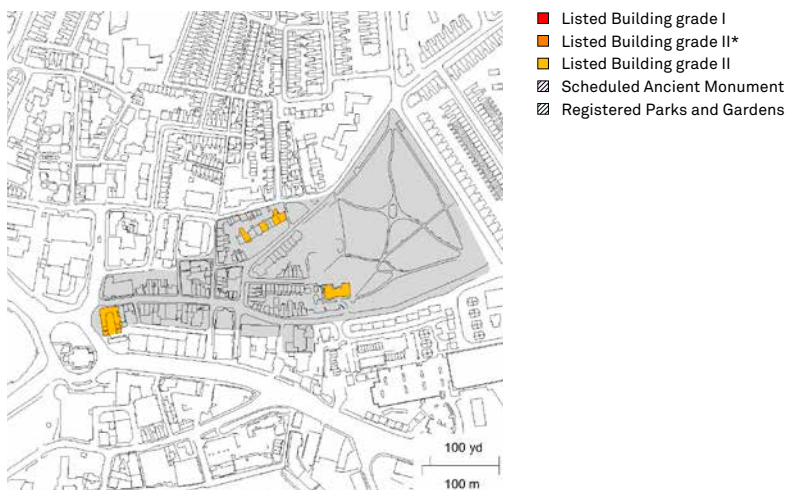 Listed Building grade I
Listed Building grade II*
Listed Building grade II
Scheduled Ancient Monument
Registered Parks and Gardens
100 yd
100 m